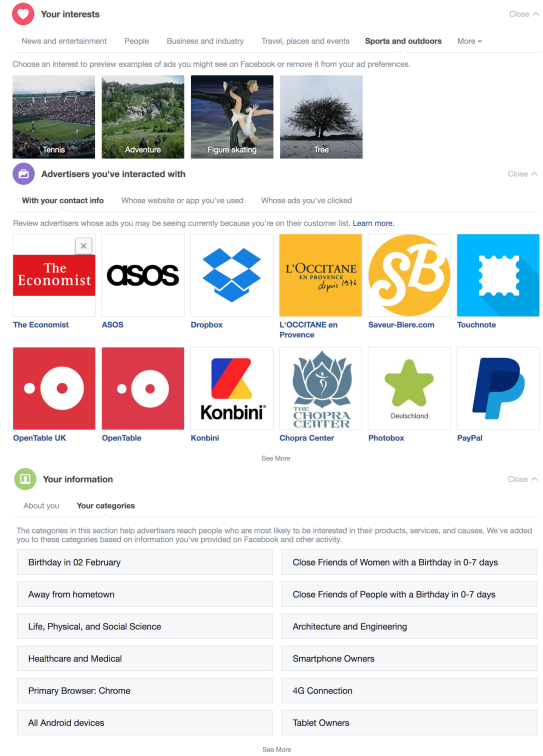 Your interests
Close
News and entertainment People Business and industry Travel, places and events Sports and outdoors More
Choose an interest to preview examples of ads you might see on Facebook or remove it from your ad preferences.
Tennis Adventure Figure skating Tree
Advertisers you've interacted with
Close
With your contact info Whose website or app you've used Whose ads you've clicked
Review advertisers whose ads you may be seeing currently because you're on their customer list. Learn more.
The
Economist
asos
L'OCCITANE
EN PROVENCE
depuis 1976
SB
The Economist
ASOS
Dropbox
L'OCCITANE en
Provence
Saveur-Biere.com
Touchnote
Konbini
THE
CHOPRA
CENTER
Deutschland
OpenTable UK
OpenTable
Konbini
Chopra Center
Photobox
PayPal
See More
Your information
Close
About you Your categories
The categories in this section help advertisers reach people who are most likely to be interested in their products, services, and causes. We've added
you to these categories based on information you've provided on Facebook and other activity.
Birthday in 02 February
Close Friends of Women with a Birthday in 0-7 days
Away from hometown
Close Friends of People with a Birthday in 0-7 days
Life, Physical, and Social Science
Architecture and Engineering
Healthcare and Medical
Smartphone Owners
Primary Browser: Chrome
4G Connection
All Android devices
Tablet Owners
See More